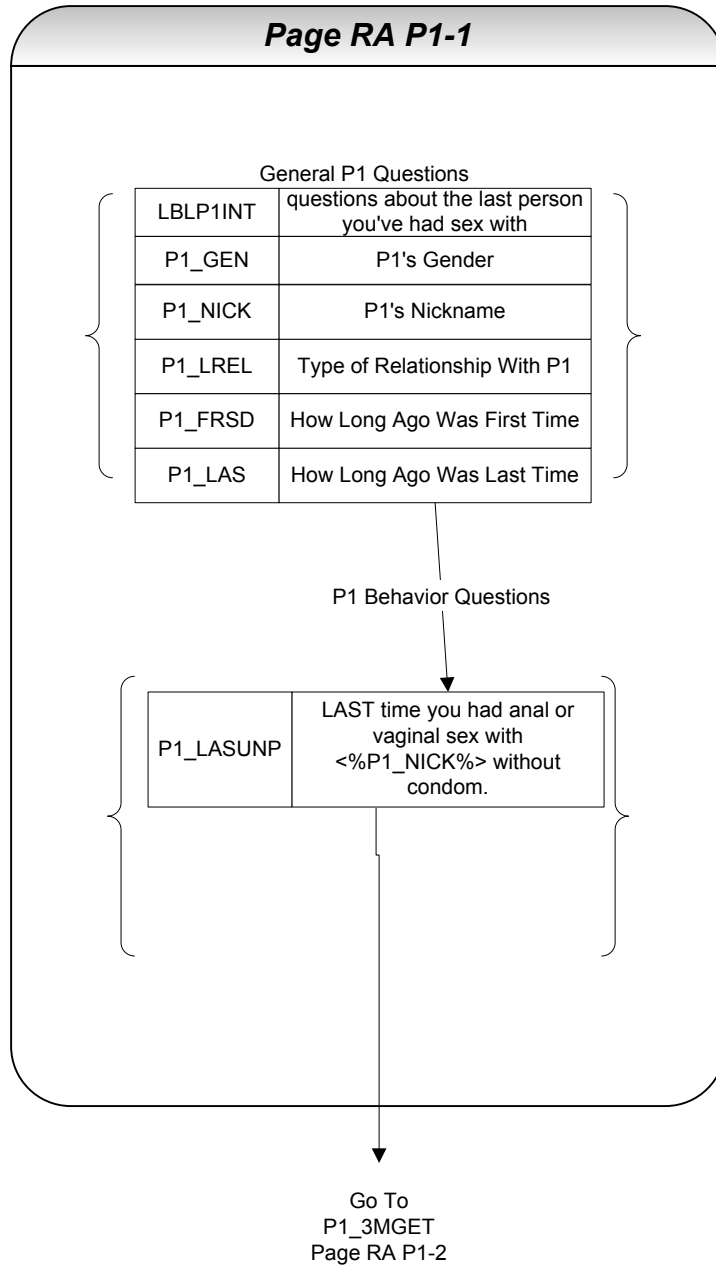 Page RA P1-1
General P1 Questions
LBLP1INT
questions about the last person
you've had sex with
P1_GEN
P1's Gender
P1_NICK
P1's Nickname
P1_LREL
Type of Relationship With P1
P1_FRSD
How Long Ago Was First Time
P1_LAS
How Long Ago Was Last Time
P1 Behavior Questions
P1_LASUNP
LAST time you had anal or
vaginal sex with
<%P1_NICK%> without
condom.
Go To
P1_3MGET
Page RA P1-2